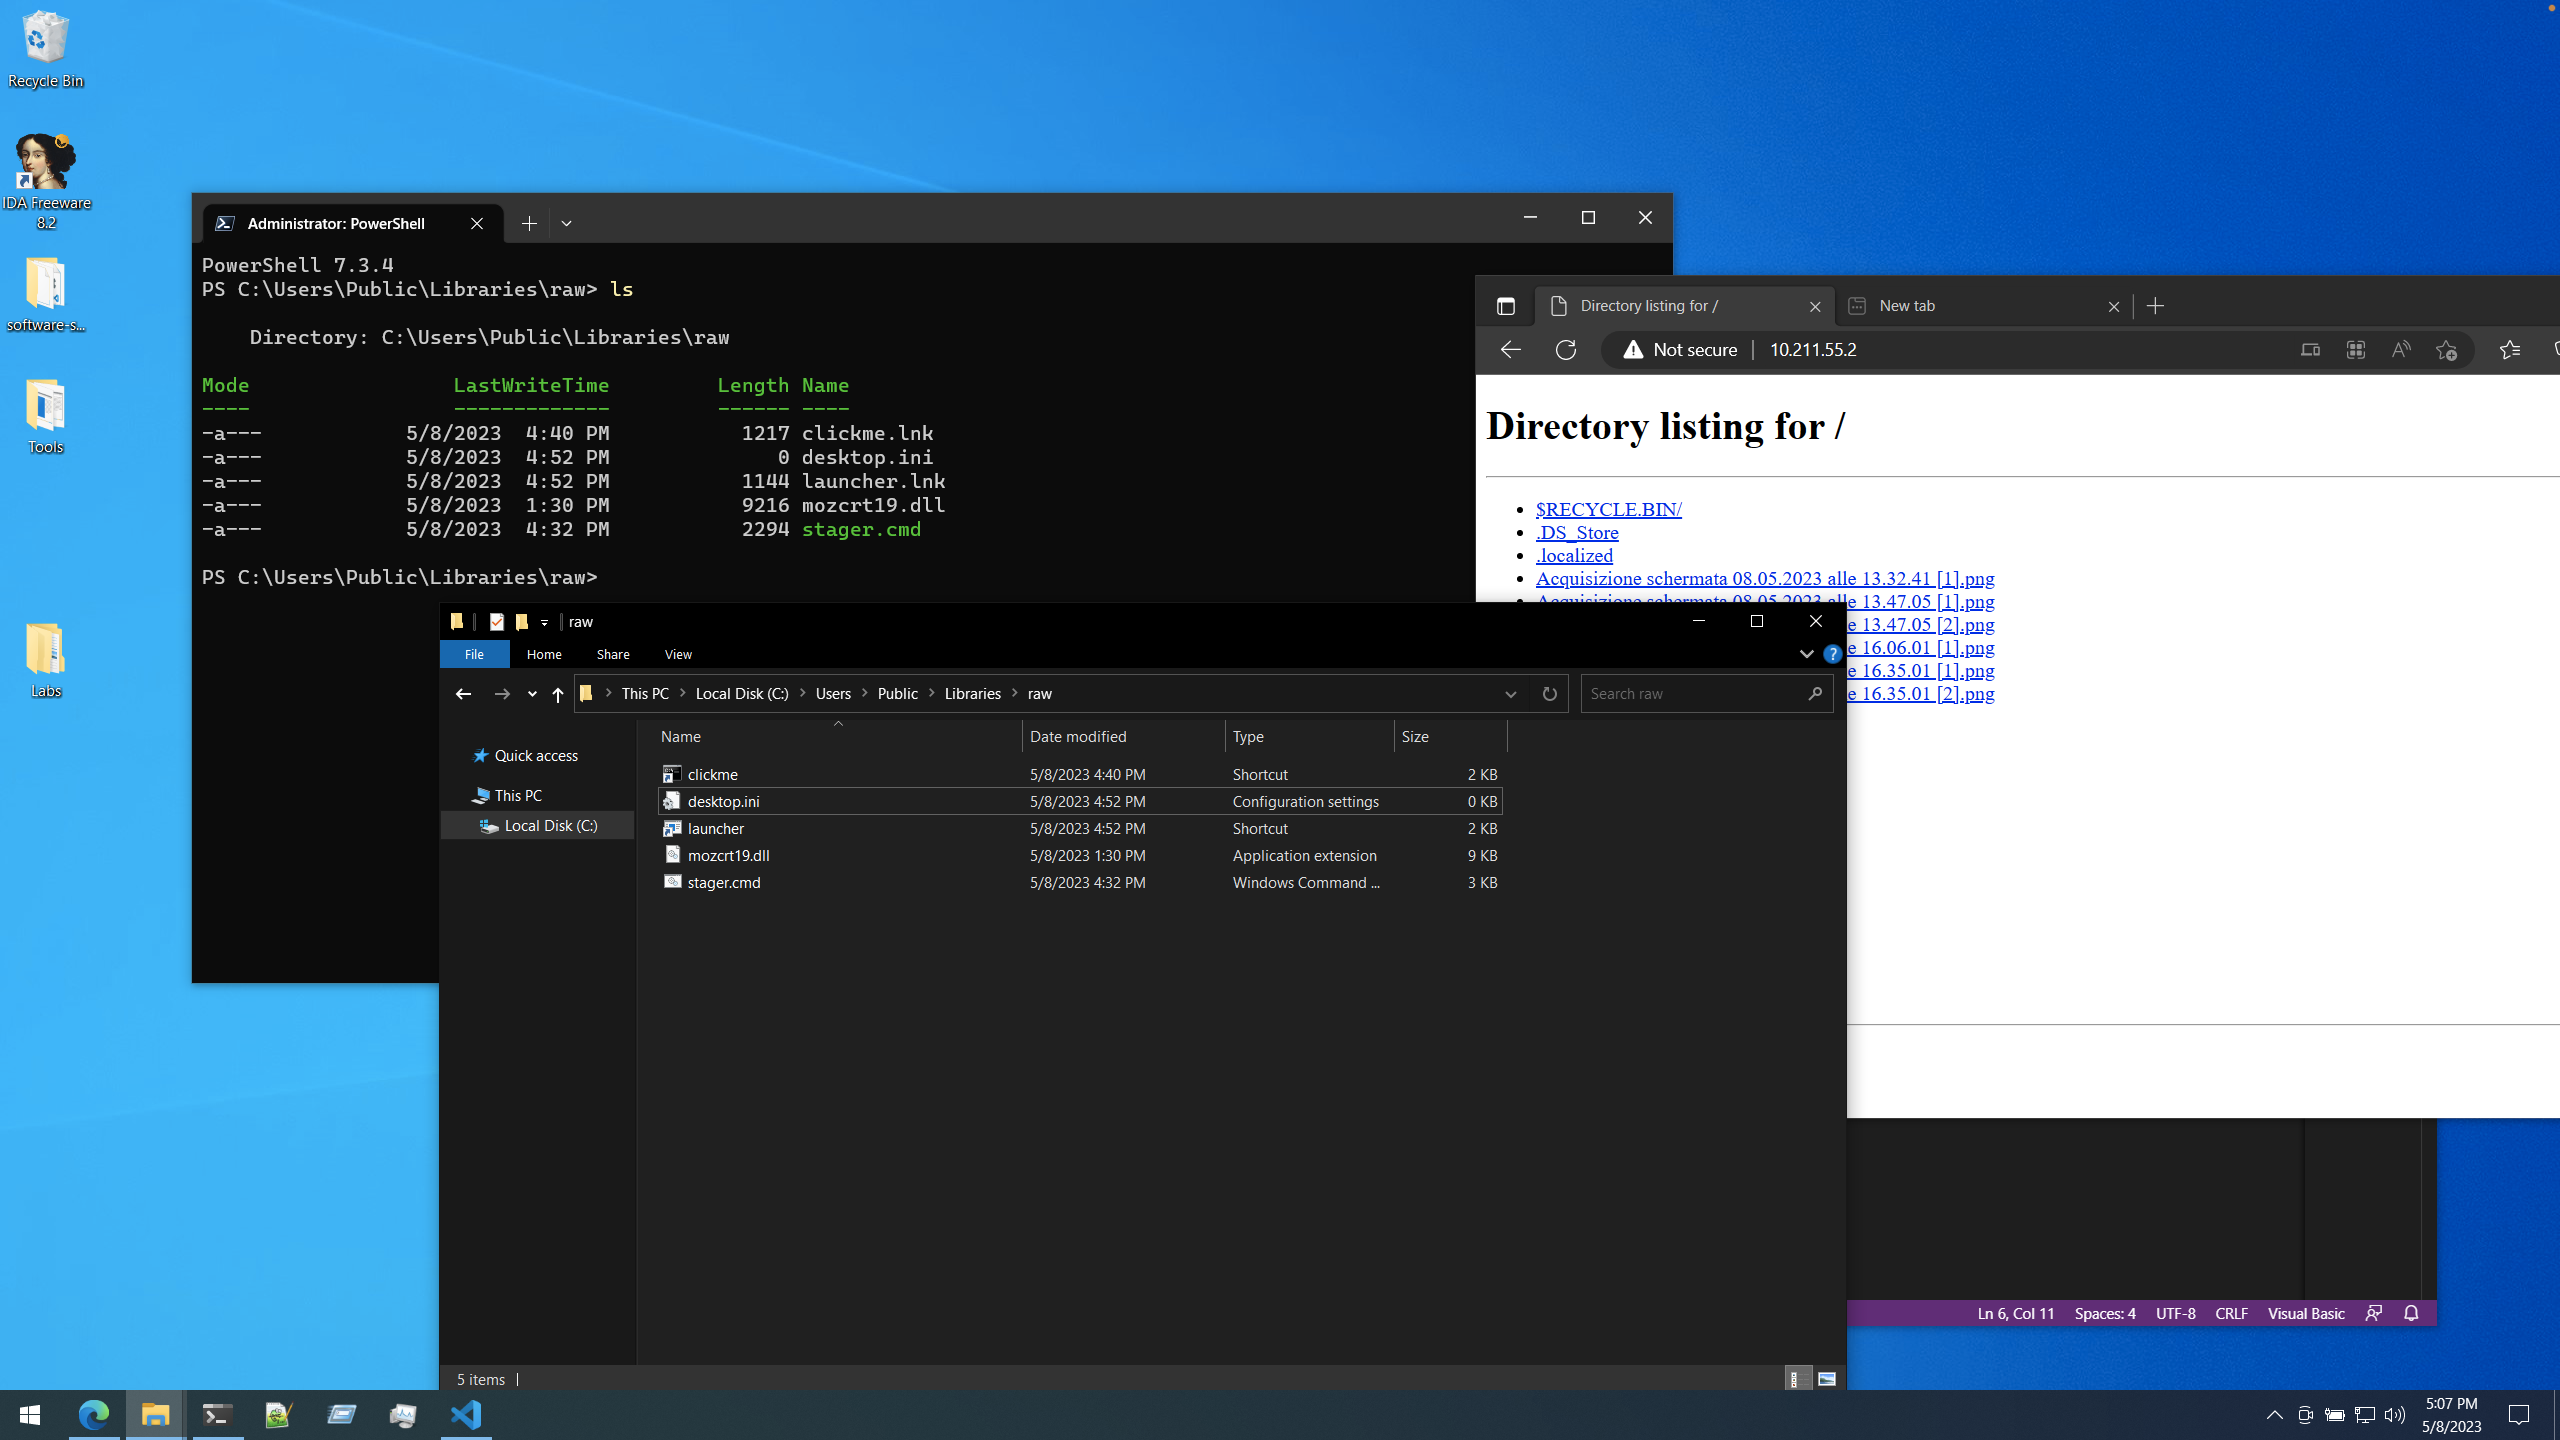 Recycle Bin
IDA Freeware
8.2
software-s...
Tools
Labs
Administrator: PowerShell
PowerShell 7.3.4
PS C:\Users\Public\Libraries\raw> ls
Directory: C:\Users\Public\Libraries\raw
Mode LastWriteTime Length Name
---- ------------- ------ ----
-a--- 5/8/2023 4:40 PM 1217 clickme.lnk
-a--- 5/8/2023 4:52 PM 0 desktop.ini
-a--- 5/8/2023 4:52 PM 1144 launcher.lnk
-a--- 5/8/2023 1:30 PM 9216 mozcrt19.dll
-a--- 5/8/2023 4:32 PM 2294 stager.cmd
PS C:\Users\Public\Libraries\raw>
Directory listing for /
New tab
Not secure | 10.211.55.2
Directory listing for /
$RECYCLE.BIN/
.DS_Store
.localized
Acquisizione schermata 08.05.2023 alle 13.32.41 [1].png
Acquisizione schermata 08.05.2023 alle 13.47.05 [1].png
e 13.47.05 [2].png
e 16.06.01 [1].png
e 16.35.01 [1].png
e 16.35.01 [2].png
raw
File Home Share View
This PC > Local Disk (C:) > Users > Public > Libraries > raw
Search raw
Quick access
This PC
Local Disk (C:)
Name Date modified Type Size
clickme 5/8/2023 4:40 PM Shortcut 2 KB
desktop.ini 5/8/2023 4:52 PM Configuration settings 0 KB
launcher 5/8/2023 4:52 PM Shortcut 2 KB
mozcrt19.dll 5/8/2023 1:30 PM Application extension 9 KB
stager.cmd 5/8/2023 4:32 PM Windows Command ... 3 KB
5 items
Ln 6, Col 11 Spaces: 4 UTF-8 CRLF Visual Basic
5:07 PM
5/8/2023